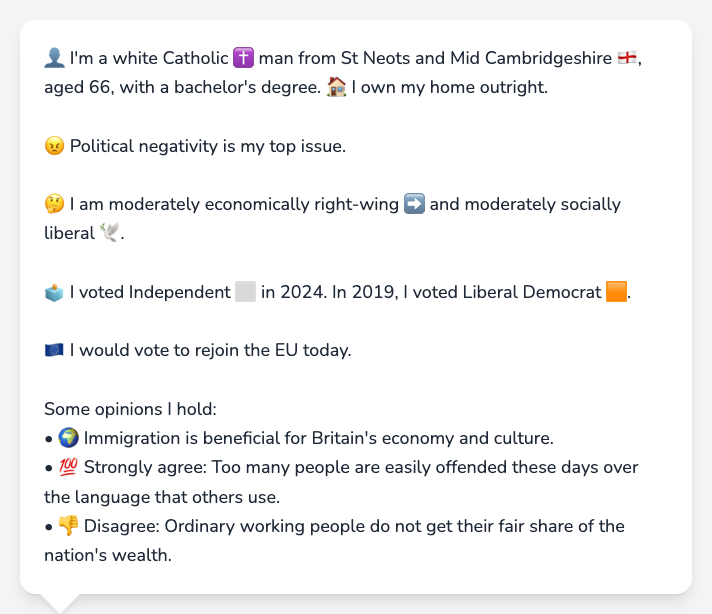 👤 I'm a white Catholic ✝️ man from St Neots and Mid Cambridgeshire 🏴󠁧󠁢󠁥󠁮󠁧󠁿,
aged 66, with a bachelor's degree. 🏠 I own my home outright.
😠 Political negativity is my top issue.
🤔 I am moderately economically right-wing ➡️ and moderately socially
liberal 🕊️.
🗳️ I voted Independent ⬜ in 2024. In 2019, I voted Liberal Democrat 🟧.
🇪🇺 I would vote to rejoin the EU today.
Some opinions I hold:
• 🌍 Immigration is beneficial for Britain's economy and culture.
• 💯 Strongly agree: Too many people are easily offended these days over
the language that others use.
• 👎 Disagree: Ordinary working people do not get their fair share of the
nation's wealth.